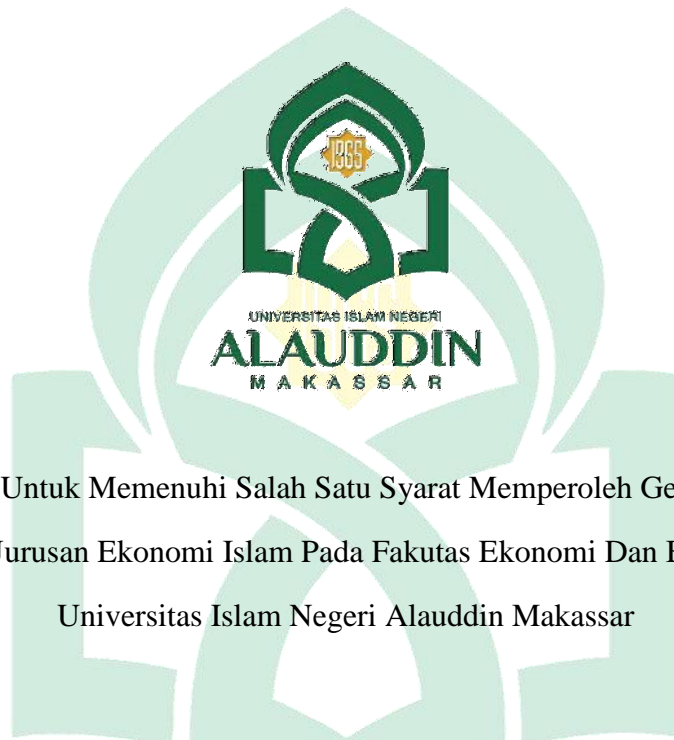 1965
UNIVERSITAS ISLAM NEGERI
ALAUDDIN
MAKASSAR
Untuk Memenuhi Salah Satu Syarat Memperoleh Ge
Jurusan Ekonomi Islam Pada Fakutas Ekonomi Dan
Universitas Islam Negeri Alauddin Makassar